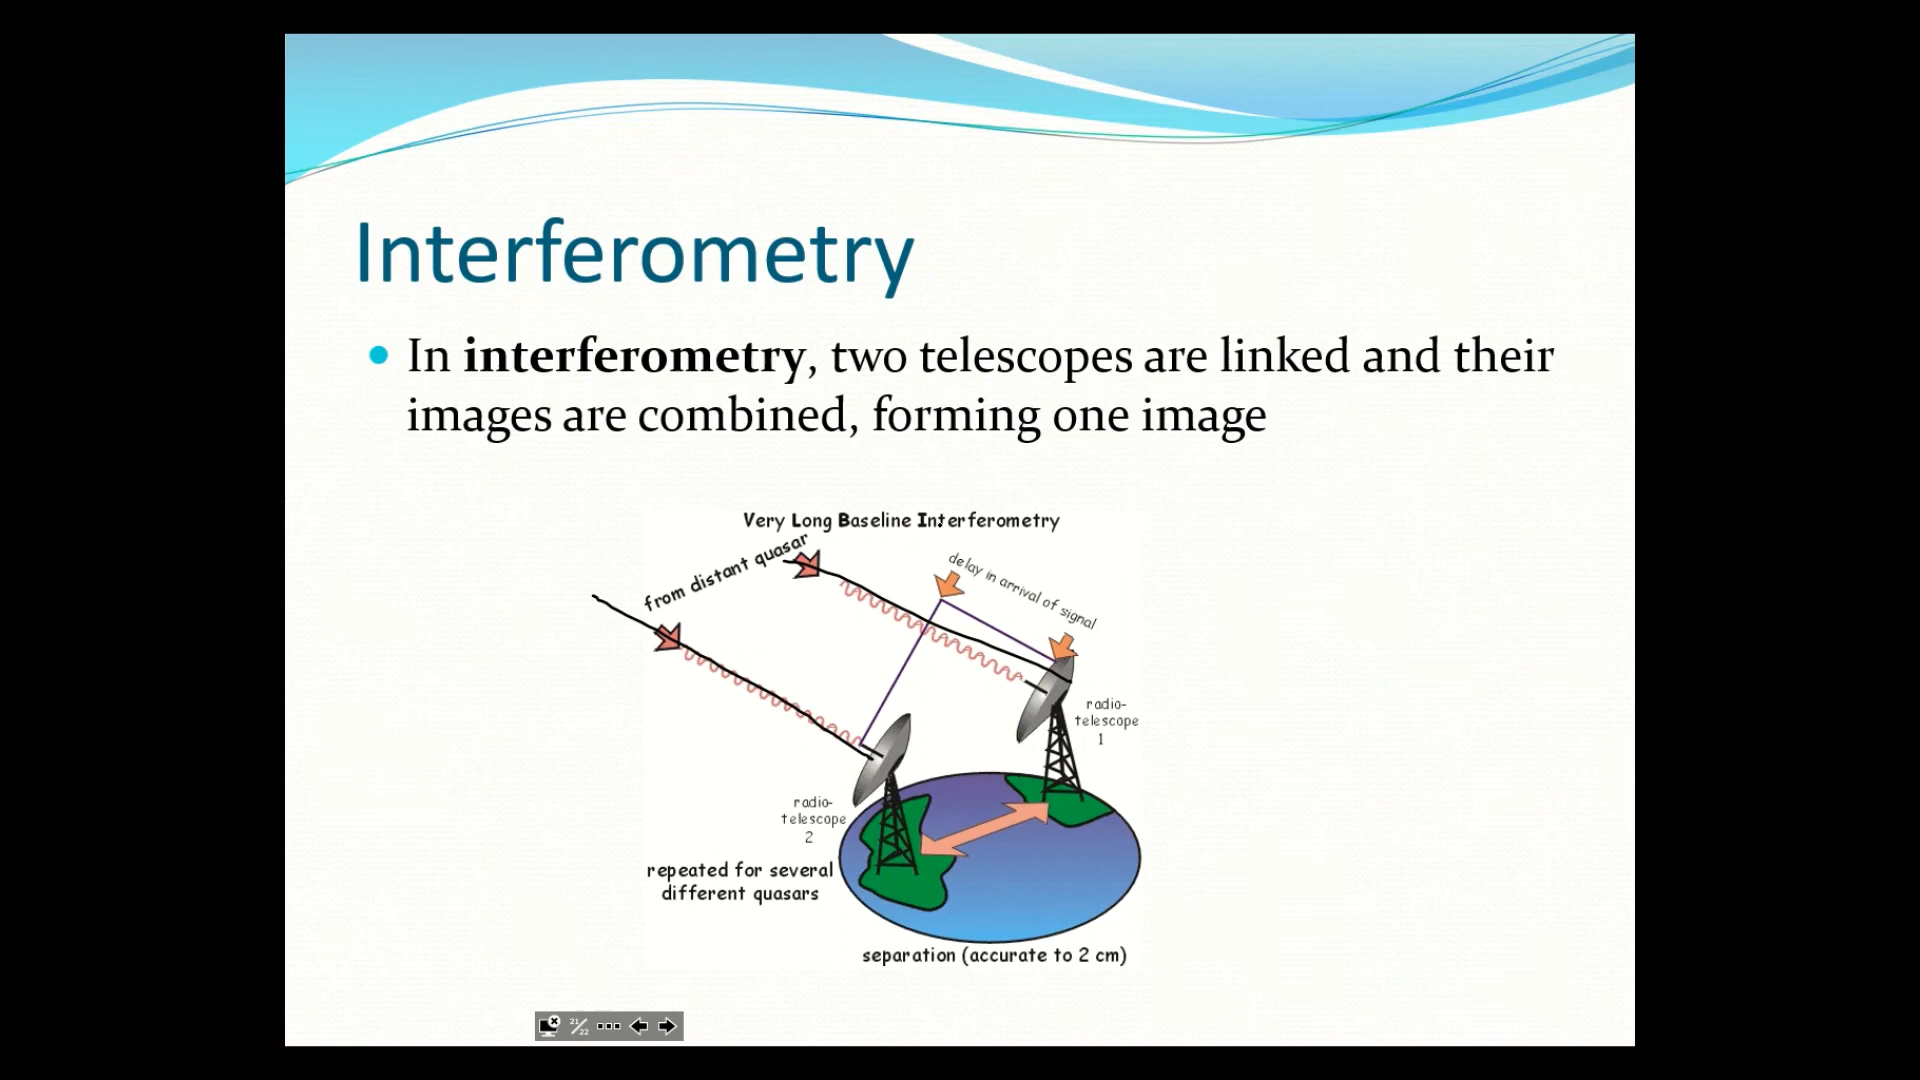 Interferometry
In interferometry, two telescopes are linked and their
images are combined, forming one image
Very Long Baseline Interferometry
from distant quasar
delay in arrival of signal
radio-
telescope
1
radio-
telescope
2
repeated for several
different quasars
separation (accurate to 2 cm)
21/22